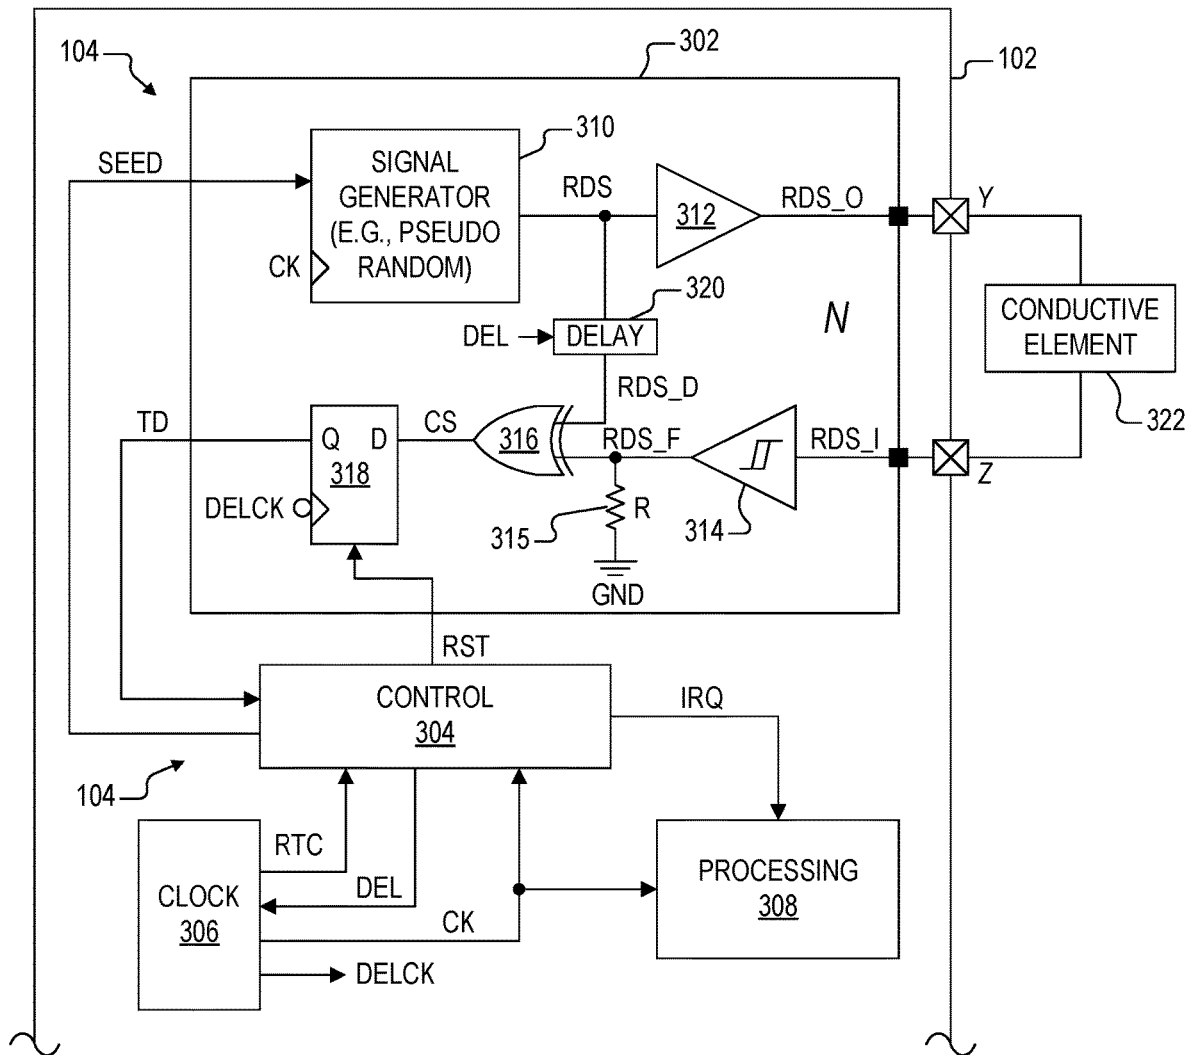 302
104
102
310
SEED
SIGNAL
GENERATOR
(E.G., PSEUDO
RANDOM)
CK
RDS
312
RDS_O
Y
320
DEL
DELAY
N
CONDUCTIVE
ELEMENT
322
RDS_D
TD
Q D
318
CS
316
RDS_F
RDS_I
Z
DELCK
315
R
314
GND
RST
CONTROL
304
IRQ
104
RTC
DEL
CLOCK
306
CK
DELCK
PROCESSING
308